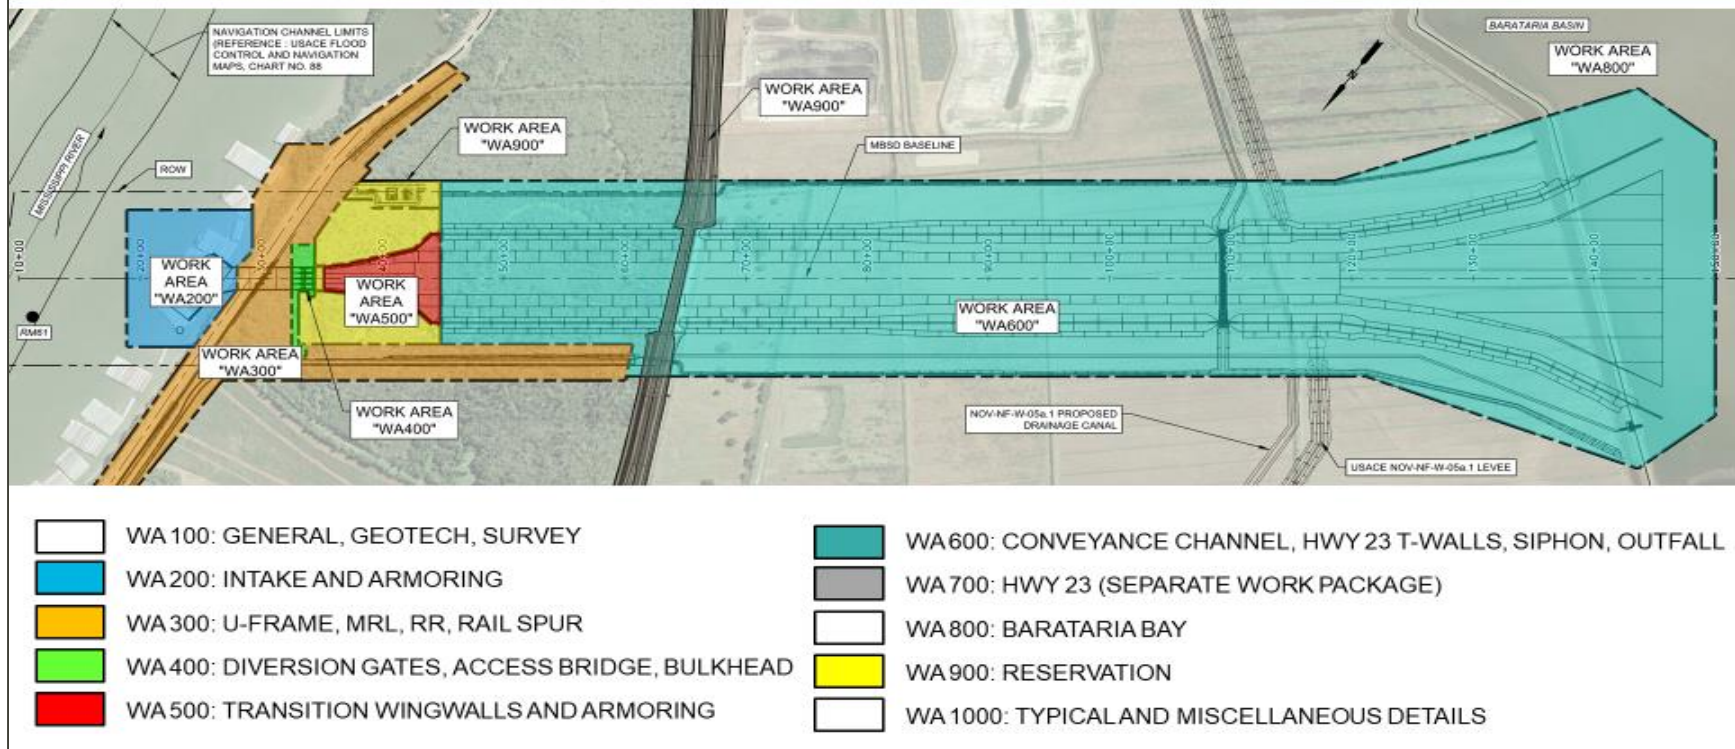 NAVIGATION CHANNEL LIMITS
(REFERENCE : USACE FLOOD
CONTROL AND NAVIGATION
MAPS, CHART NO. 88
MISSISSIPPI RIVER
ROW
RM61
WORK AREA
"WA900"
WORK AREA
"WA900"
MBSD BASELINE
BARATARIA BASIN
WORK AREA
"WA800"
WORK
AREA
"WA200"
WORK
AREA
"WA500"
WORK AREA
"WA600"
WORK AREA
"WA300"
WORK AREA
"WA400"
10+00
20+00
30+00
40+00
50+00
60+00
70+00
80+00
90+00
100+00
110+00
120+00
130+00
140+00
150+00
NOV-NF-W-05a.1 PROPOSED
DRAINAGE CANAL
USACE NOV-NF-W-05a.1 LEVEE
WA 100: GENERAL, GEOTECH, SURVEY
WA 200: INTAKE AND ARMORING
WA 300: U-FRAME, MRL, RR, RAIL SPUR
WA 400: DIVERSION GATES, ACCESS BRIDGE, BULKHEAD
WA 500: TRANSITION WINGWALLS AND ARMORING
WA 600: CONVEYANCE CHANNEL, HWY 23 T-WALLS, SIPHON, OUTFALL
WA 700: HWY 23 (SEPARATE WORK PACKAGE)
WA 800: BARATARIA BAY
WA 900: RESERVATION
WA 1000: TYPICAL AND MISCELLANEOUS DETAILS